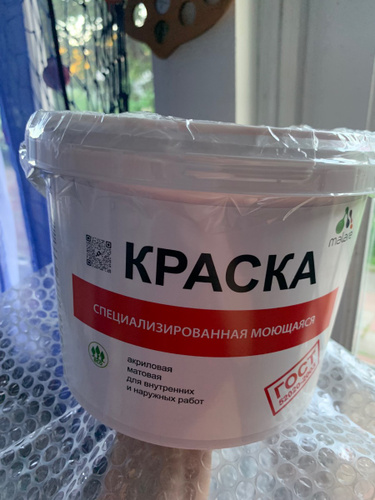 КРАСКА
СПЕЦИАЛИЗИРОВАННАЯ МОЮЩАЯСЯ
акриловая
матовая
для внутренних
и наружных работ
ГОСТ